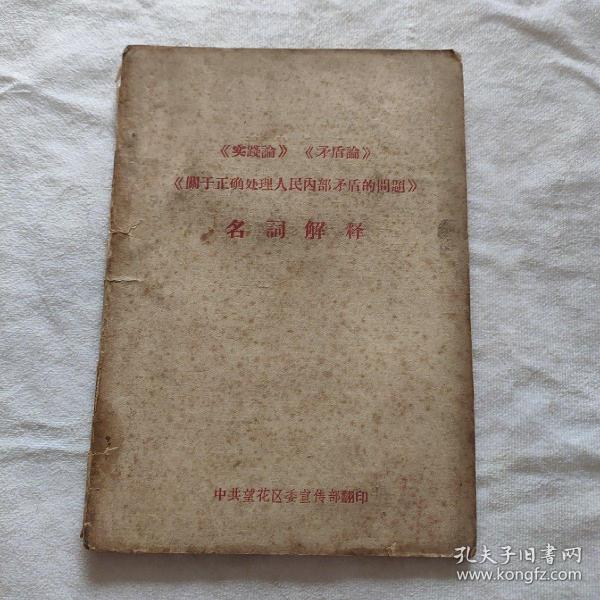 《实踐論》 《矛盾論》
《關于正确处理人民內部矛盾的問題》
名詞解释
中共望花区委宣传部翻印
孔夫子旧书网
www.kongfz.com